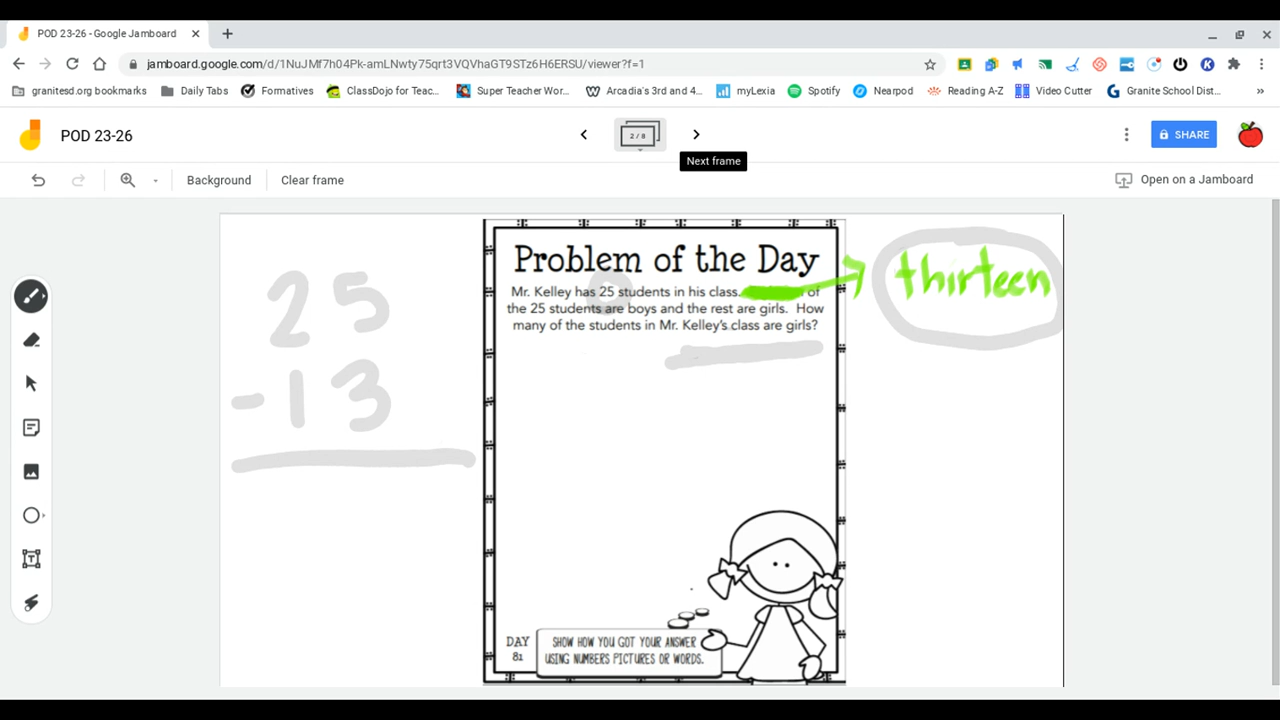 POD 23-26 - Google Jamboard
jamboard.google.com/d/1NuJMf7h04Pk-amLNwty75qrt3VQVhaGT9STz6H6ERSU/viewer?f=1
granitesd.org bookmarks Daily Tabs Formatives ClassDojo for Teac... Super Teacher Wor... Arcadia's 3rd and 4... myLexia Spotify Nearpod Reading A-Z Video Cutter Granite School Dist... »
POD 23-26
2 / 8
SHARE
Next frame
Background Clear frame Open on a Jamboard
Problem of the Day
Mr. Kelley has 25 students in his class. of
the 25 students are boys and the rest are girls. How
many of the students in Mr. Kelley's class are girls?
thirteen
25
-13
DAY
81
SHOW HOW YOU GOT YOUR ANSWER
USING NUMBERS PICTURES OR WORDS.